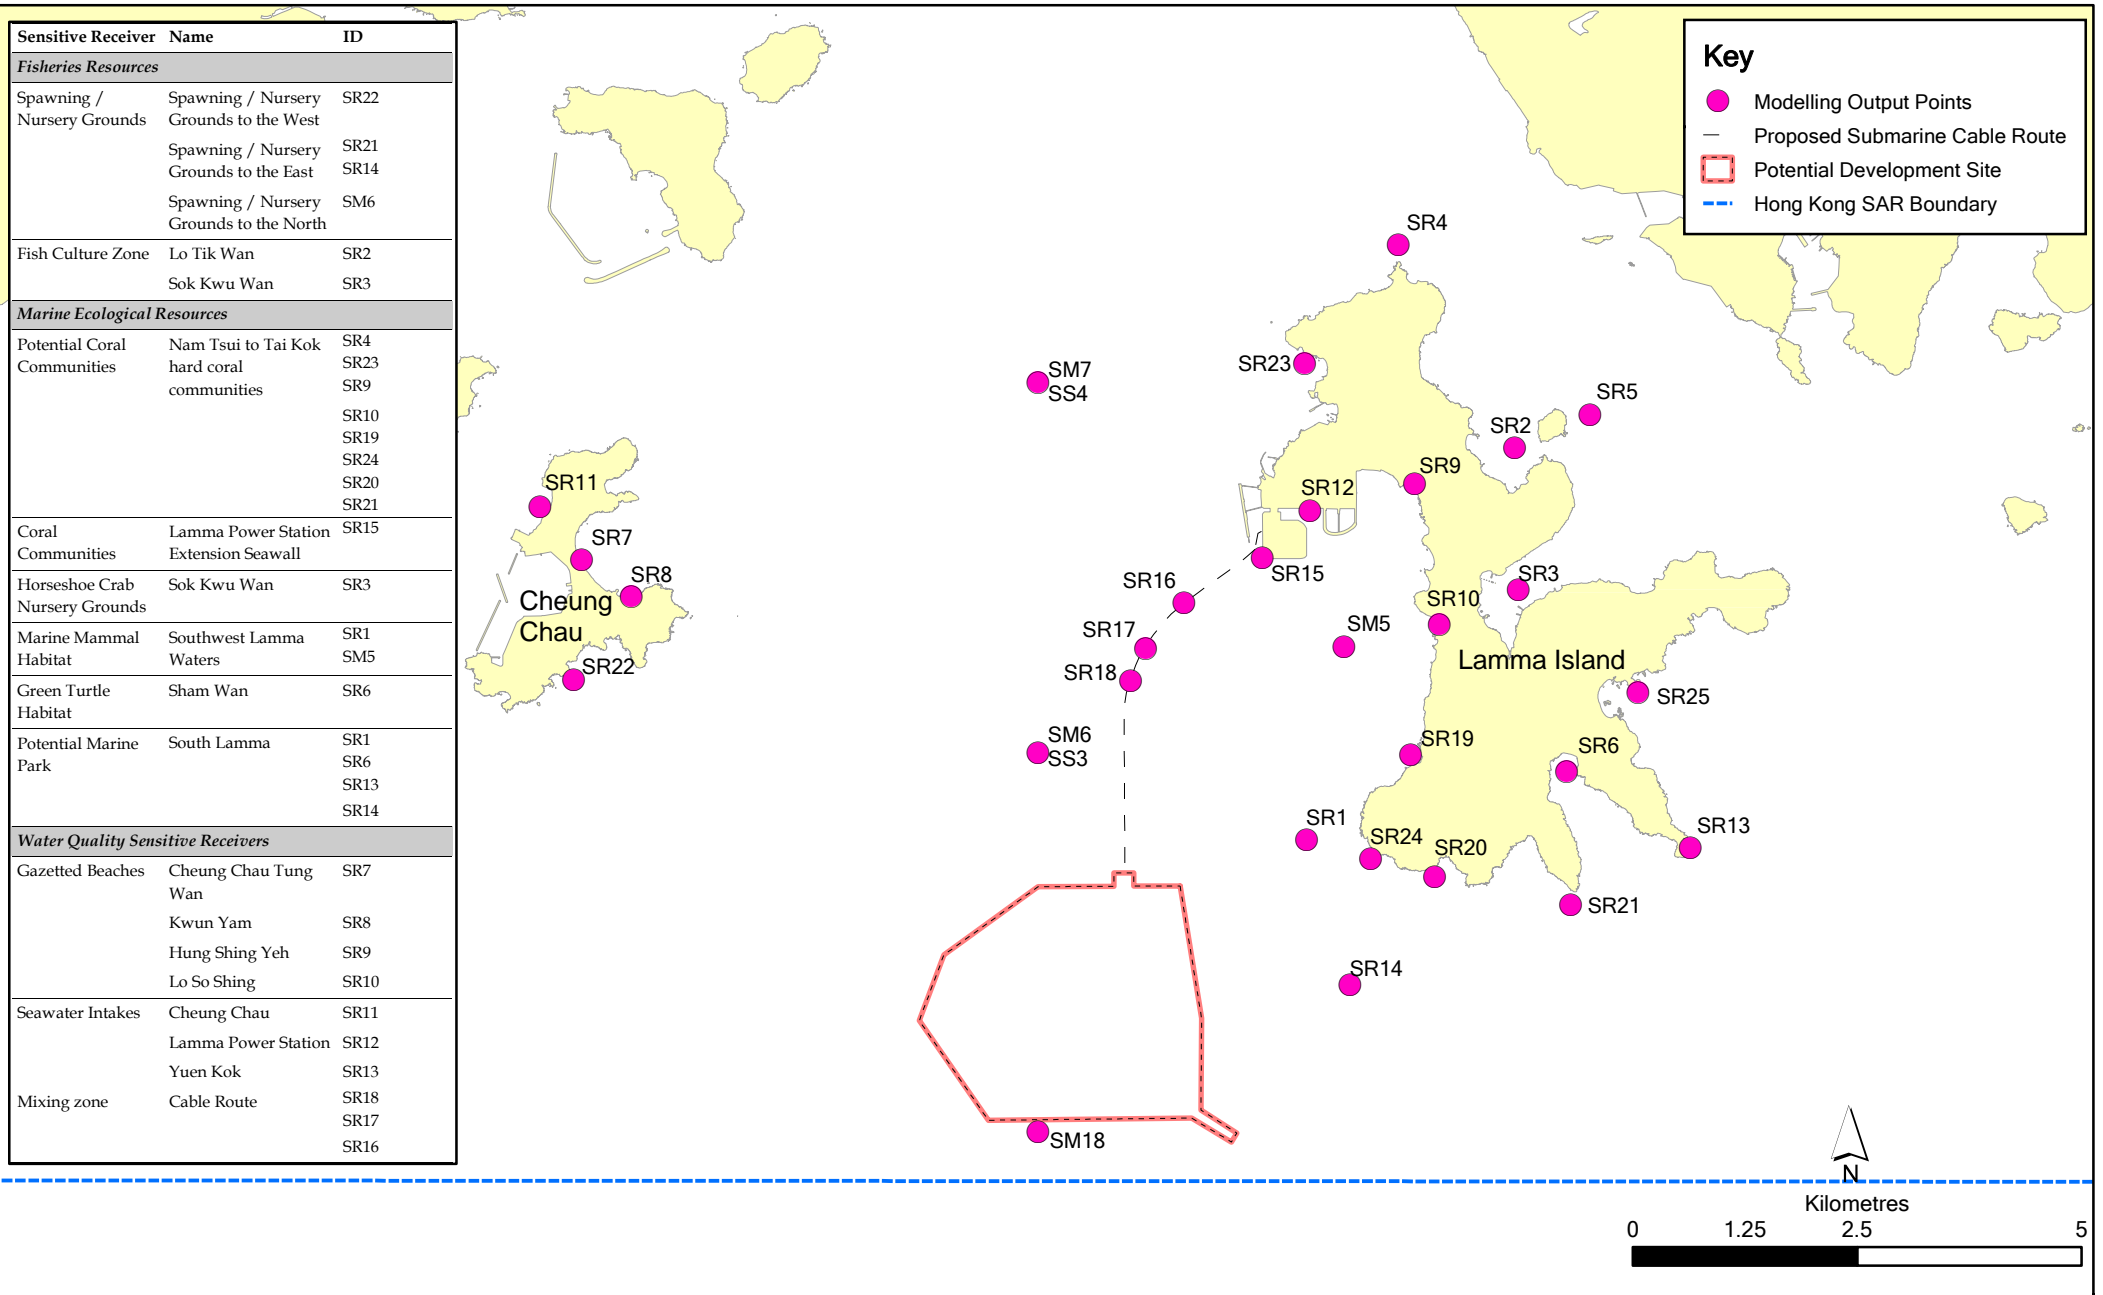 Sensitive Receiver Name ID
Fisheries Resources
Spawning / Spawning / Nursery SR22
Nursery Grounds Grounds to the West
Spawning / Nursery SR21
Grounds to the East SR14
Spawning / Nursery SM6
Grounds to the North
Fish Culture Zone Lo Tik Wan SR2
Sok Kwu Wan SR3
Marine Ecological Resources
Potential Coral Nam Tsui to Tai Kok SR4
Communities hard coral SR23
communities SR9
SR10
SR19
SR24
SR20
SR21
Coral Lamma Power Station SR15
Communities Extension Seawall
Horseshoe Crab Sok Kwu Wan SR3
Nursery Grounds
Marine Mammal Southwest Lamma SR1
Habitat Waters SM5
Green Turtle Sham Wan SR6
Habitat
Potential Marine South Lamma SR1
Park SR6
SR13
SR14
Water Quality Sensitive Receivers
Gazetted Beaches Cheung Chau Tung SR7
Wan
Kwun Yam SR8
Hung Shing Yeh SR9
Lo So Shing SR10
Seawater Intakes Cheung Chau SR11
Lamma Power Station SR12
Yuen Kok SR13
Mixing zone Cable Route SR18
SR17
SR16
Key
Modelling Output Points
Proposed Submarine Cable Route
Potential Development Site
Hong Kong SAR Boundary
SR4
SR23
SM7
SS4
SR5
SR2
SR9
SR11
SR12
SR7
SR15
SR8
SR16
SR3
Cheung
Chau
SR10
SM5
SR17
Lamma Island
SR22
SR18
SR25
SM6
SS3
SR19
SR6
SR1
SR13
SR24
SR20
SR21
SR14
SM18
N
Kilometres
0 1.25 2.5 5